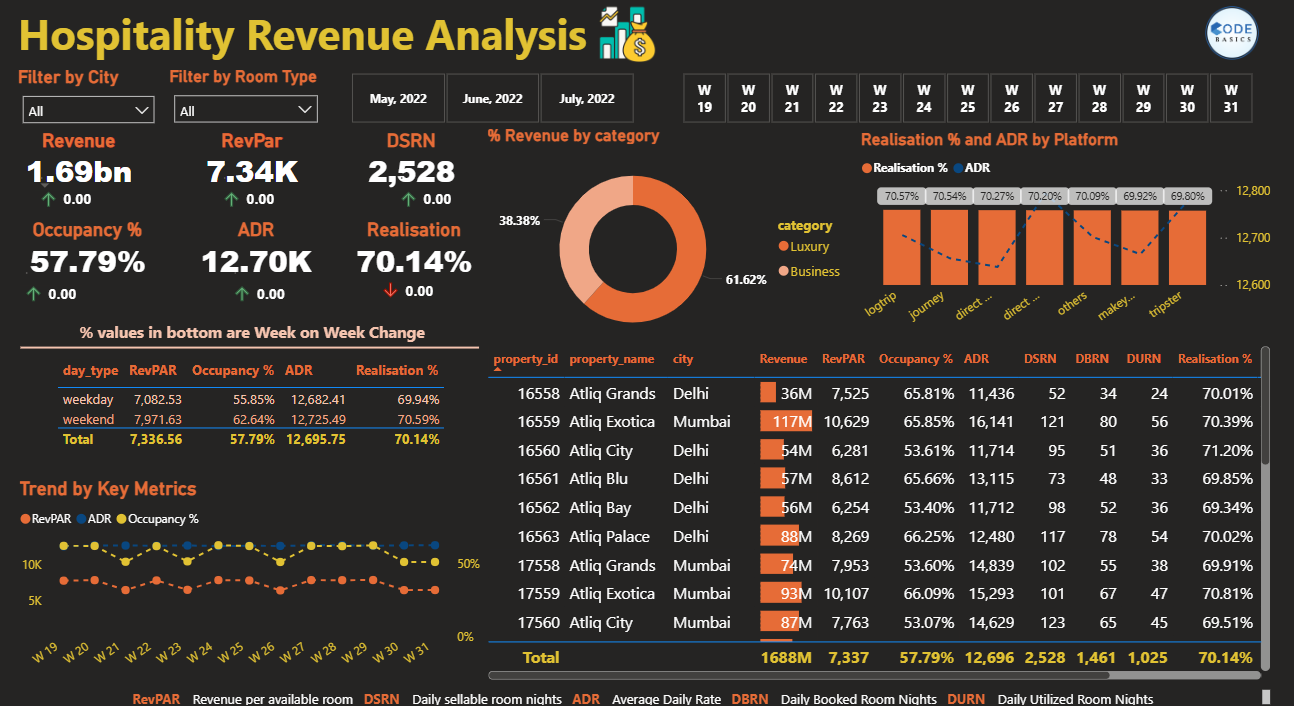 Hospitality Revenue Analysis
CODE
BASICS
Filter by City
Filter by Room Type
All
All
May, 2022
June, 2022
July, 2022
W 19
W 20
W 21
W 22
W 23
W 24
W 25
W 26
W 27
W 28
W 29
W 30
W 31
Revenue
1.69bn
0.00
RevPar
7.34K
0.00
DSRN
2,528
0.00
Occupancy %
57.79%
0.00
ADR
12.70K
0.00
Realisation
70.14%
0.00
% Revenue by category
38.38%
61.62%
category
Luxury
Business
Realisation % and ADR by Platform
Realisation % ADR
70.57% 70.54% 70.27% 70.20% 70.09% 69.92% 69.80%
12,800
12,700
12,600
logtrip journey direct ... direct ... others makey... tripster
% values in bottom are Week on Week Change
day_type RevPAR Occupancy % ADR Realisation %
weekday 7,082.53 55.85% 12,682.41 69.94%
weekend 7,971.63 62.64% 12,725.49 70.59%
Total 7,336.56 57.79% 12,695.75 70.14%
Trend by Key Metrics
RevPAR ADR Occupancy %
10K
5K
50%
0%
W 19 W 20 W 21 W 22 W 23 W 24 W 25 W 26 W 27 W 28 W 29 W 30 W 31
property_id property_name city Revenue RevPAR Occupancy % ADR DSRN DBRN DURN Realisation %
16558 Atliq Grands Delhi 36M 7,525 65.81% 11,436 52 34 24 70.01%
16559 Atliq Exotica Mumbai 117M 10,629 65.85% 16,141 121 80 56 70.39%
16560 Atliq City Delhi 54M 6,281 53.61% 11,714 95 51 36 71.20%
16561 Atliq Blu Delhi 57M 8,612 65.66% 13,115 73 48 33 69.85%
16562 Atliq Bay Delhi 56M 6,254 53.40% 11,712 98 52 36 69.34%
16563 Atliq Palace Delhi 88M 8,269 66.25% 12,480 117 78 54 70.02%
17558 Atliq Grands Mumbai 74M 7,953 53.60% 14,839 102 55 38 69.91%
17559 Atliq Exotica Mumbai 93M 10,107 66.09% 15,293 101 67 47 70.81%
17560 Atliq City Mumbai 87M 7,763 53.07% 14,629 123 65 45 69.51%
Total 1688M 7,337 57.79% 12,696 2,528 1,461 1,025 70.14%
RevPAR Revenue per available room DSRN Daily sellable room nights ADR Average Daily Rate DBRN Daily Booked Room Nights DURN Daily Utilized Room Nights